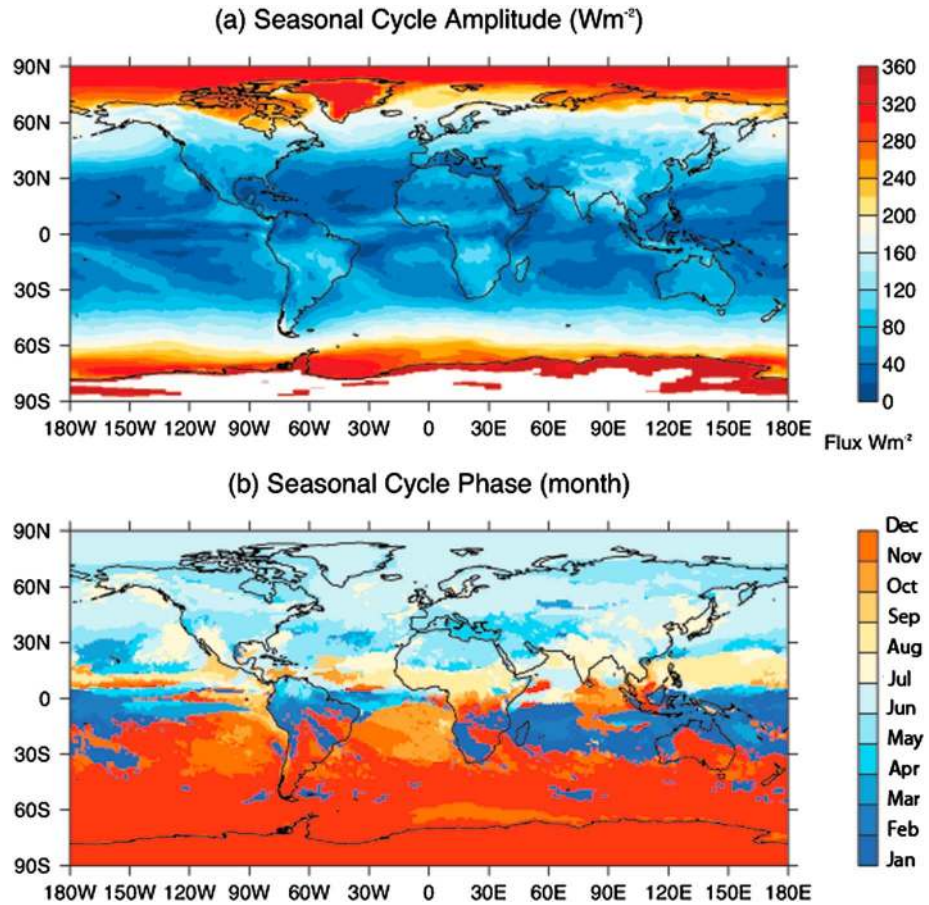 (a) Seasonal Cycle Amplitude (Wm⁻²)
90N
60N
30N
0
30S
60S
90S
180W 150W 120W 90W 60W 30W 0 30E 60E 90E 120E 150E 180E
360
320
280
240
200
160
120
80
40
0
Flux Wm⁻²
(b) Seasonal Cycle Phase (month)
90N
60N
30N
0
30S
60S
90S
180W 150W 120W 90W 60W 30W 0 30E 60E 90E 120E 150E 180E
Dec
Nov
Oct
Sep
Aug
Jul
Jun
May
Apr
Mar
Feb
Jan